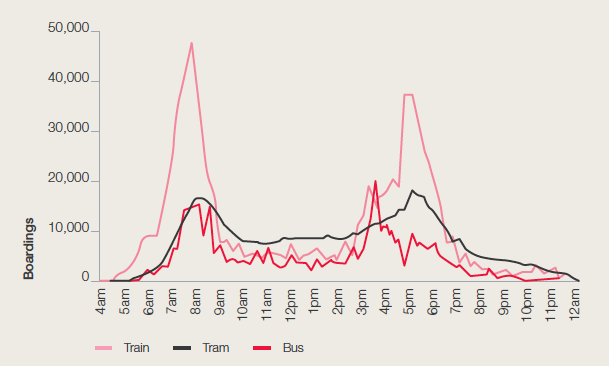 50,000
40,000
30,000
20,000
10,000
0
Boardings
4am 5am 6am 7am 8am 9am 10am 11am 12pm 1pm 2pm 3pm 4pm 5pm 6pm 7pm 8pm 9pm 10pm 11pm 12am
Train Tram Bus